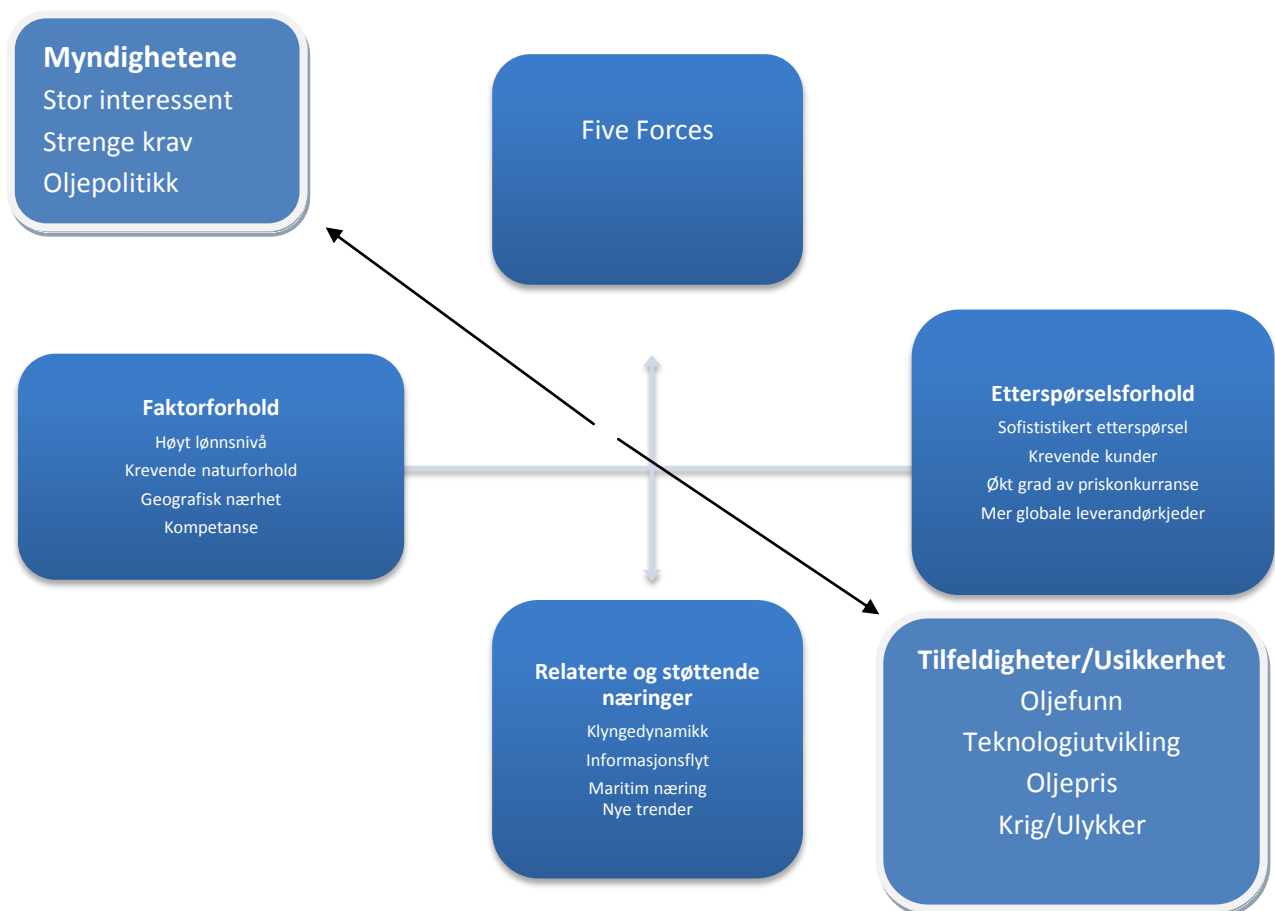 Myndighetene
Stor interessent
Strenge krav
Oljepolitikk
Five Forces
Faktorforhold
Høyt lønnsnivå
Krevende naturforhold
Geografisk nærhet
Kompetanse
Etterspørselsforhold
Sofististikert etterspørsel
Krevende kunder
Økt grad av priskonkurranse
Mer globale leverandørkjeder
Relaterte og støttende
næringer
Klyngedynamikk
Informasjonsflyt
Maritim næring
Nye trender
Tilfeldigheter/Usikkerhet
Oljefunn
Teknologiutvikling
Oljepris
Krig/Ulykker